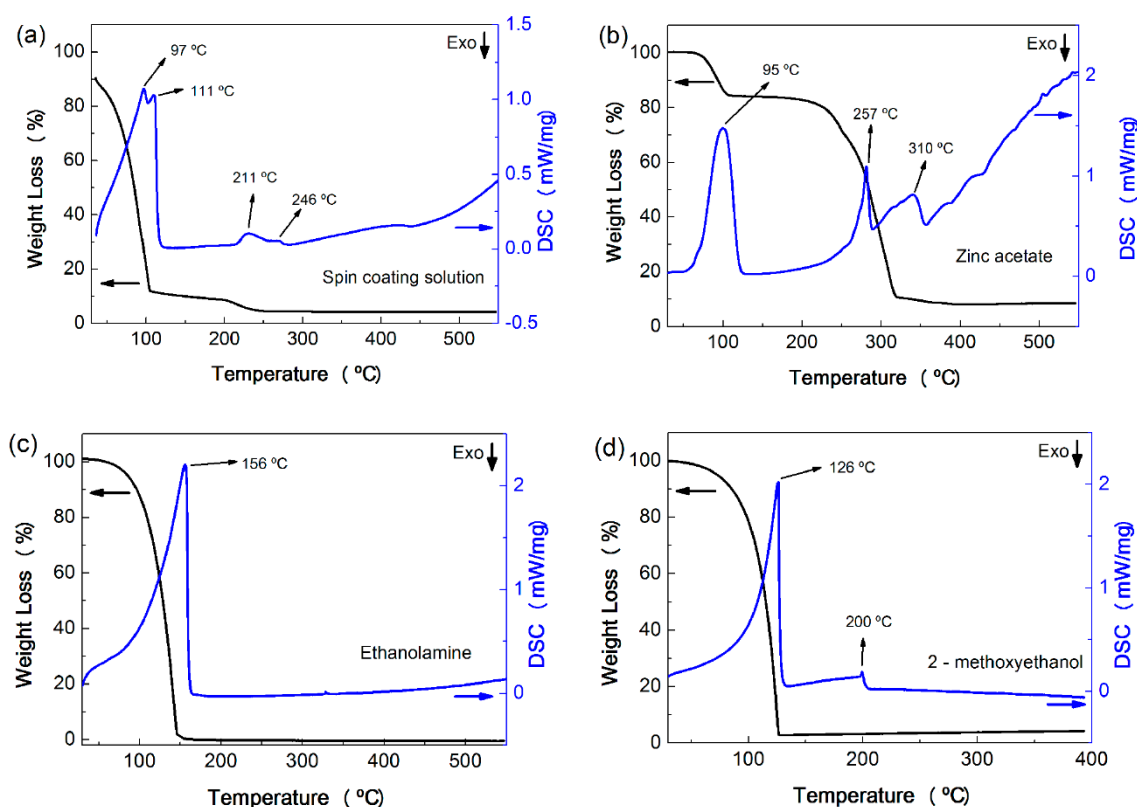 (a)
Exo
97 ºC
111 ºC
211 ºC
246 ºC
Spin coating solution
Weight Loss (%)
100
80
60
40
20
0
DSC (mW/mg)
1.5
1.0
0.5
0.0
-0.5
100 200 300 400 500
Temperature (ºC)
(b)
Exo
95 ºC
257 ºC
310 ºC
Zinc acetate
Weight Loss (%)
100
80
60
40
20
0
DSC (mW/mg)
2
1
0
100 200 300 400 500
Temperature (ºC)
(c)
Exo
156 ºC
Ethanolamine
Weight Loss (%)
100
80
60
40
20
0
DSC (mW/mg)
2
1
0
100 200 300 400 500
Temperature (ºC)
(d)
Exo
126 ºC
200 ºC
2 - methoxyethanol
Weight Loss (%)
100
80
60
40
20
0
DSC (mW/mg)
2
1
0
100 200 300 400
Temperature (ºC)